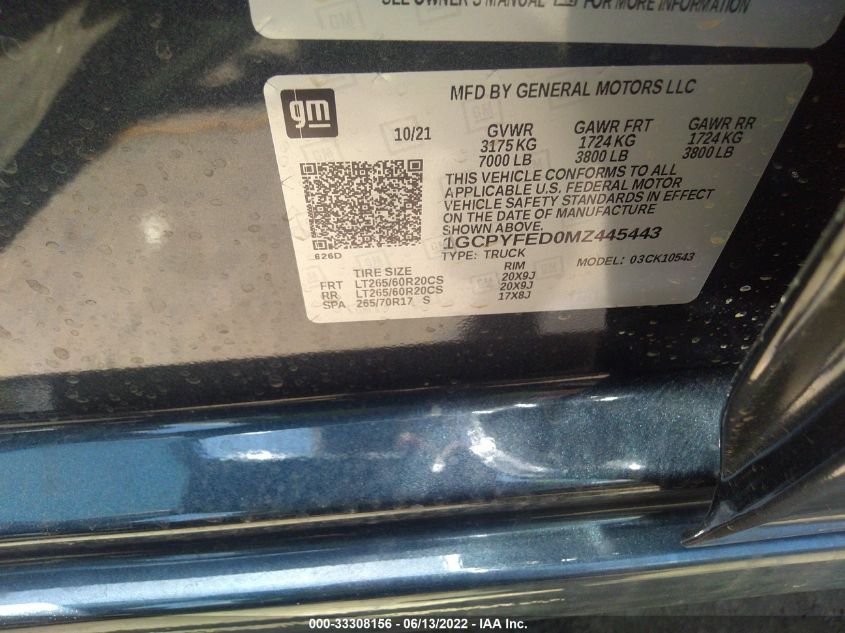 SEE OWNER'S MANUAL FOR MORE INFORMATION
gm
MFD BY GENERAL MOTORS LLC
10/21
GVWR GAWR FRT GAWR RR
3175 KG 1724 KG 1724 KG
7000 LB 3800 LB 3800 LB
THIS VEHICLE CONFORMS TO ALL
APPLICABLE U.S. FEDERAL MOTOR
VEHICLE SAFETY STANDARDS IN EFFECT
ON THE DATE OF MANUFACTURE
SHOWN ABOVE.
1GCPYFED0MZ445443
TYPE: TRUCK MODEL: 03CK10543
626D
TIRE SIZE RIM
FRT LT265/60R20CS 20X9J
RR LT265/60R20CS 20X9J
SPA 265/70R17 S 17X8J
000-33308156 - 06/13/2022 - IAA Inc.